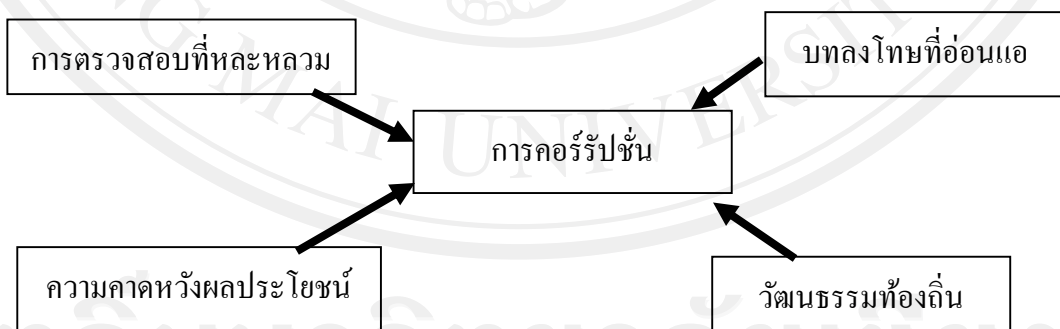 การตรวจสอบที่หละหลวม
บทลงโทษที่อ่อนแอ
การคอร์รัปชั่น
ความคาดหวังผลประโยชน์
วัฒนธรรมท้องถิ่น
MAI UNIVERSIT